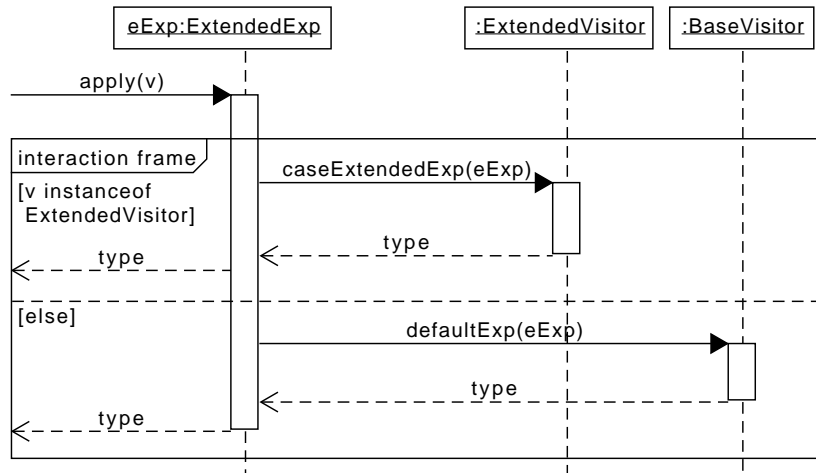 eExp:ExtendedExp
:ExtendedVisitor
:BaseVisitor
apply(v)
interaction frame
[v instanceof
ExtendedVisitor]
caseExtendedExp(eExp)
type
type
[else]
defaultExp(eExp)
type
type